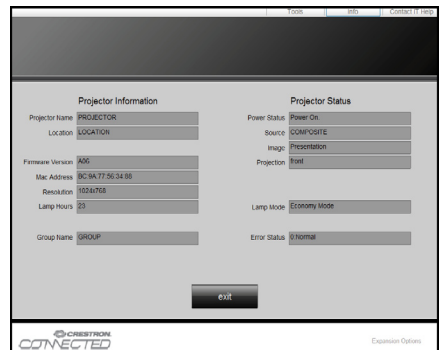 Tools Info Contact IT Help
Projector Information
Projector Name PROJECTOR
Location LOCATION
Firmware Version A06
Mac Address BC:9A:77:56:34:88
Resolution 1024x768
Lamp Hours 23
Group Name GROUP
Projector Status
Power Status Power On.
Source COMPOSITE
Image Presentation
Projection front
Lamp Mode Economy Mode
Error Status 0:Normal
exit
CRESTRON
CONNECTED
Expansion Options